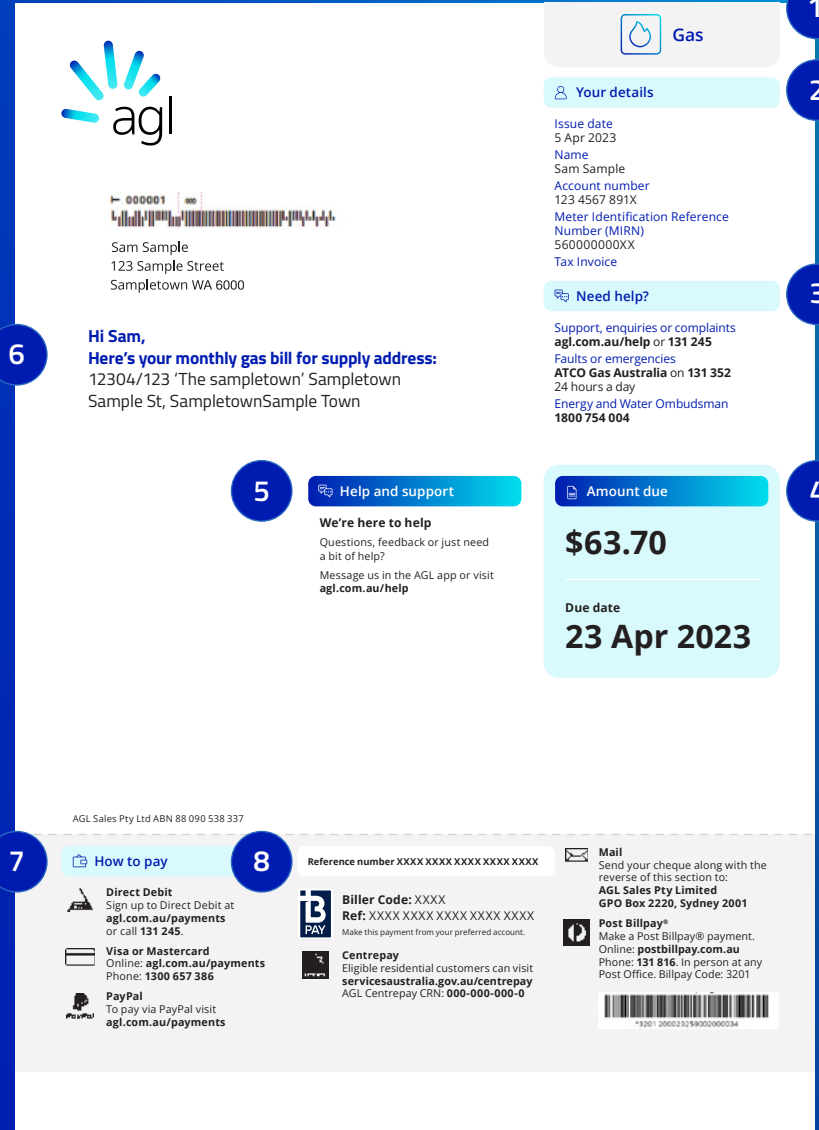 1
Gas
agl
2
Your details
Issue date
5 Apr 2023
Name
Sam Sample
Account number
123 4567 891X
Meter Identification Reference
Number (MIRN)
560000000XX
Tax Invoice
⊢ 000001 000
Sam Sample
123 Sample Street
Sampletown WA 6000
3
Need help?
Support, enquiries or complaints
agl.com.au/help or 131 245
Faults or emergencies
ATCO Gas Australia on 131 352
24 hours a day
Energy and Water Ombudsman
1800 754 004
6
Hi Sam,
Here’s your monthly gas bill for supply address:
12304/123 ‘The sampletown’ Sampletown
Sample St, SampletownSample Town
5
Help and support
We’re here to help
Questions, feedback or just need
a bit of help?
Message us in the AGL app or visit
agl.com.au/help
4
Amount due
$63.70
Due date
23 Apr 2023
AGL Sales Pty Ltd ABN 88 090 538 337
7
How to pay
Direct Debit
Sign up to Direct Debit at
agl.com.au/payments
or call 131 245.
Visa or Mastercard
Online: agl.com.au/payments
Phone: 1300 657 386
PayPal
PayPal
To pay via PayPal visit
agl.com.au/payments
8
Reference number XXXX XXXX XXXX XXXX XXXX
B
PAY
Biller Code: XXXX
Ref: XXXX XXXX XXXX XXXX XXXX
Make this payment from your preferred account.
Centrepay
Eligible residential customers can visit
servicesaustralia.gov.au/centrepay
AGL Centrepay CRN: 000-000-000-0
Mail
Send your cheque along with the
reverse of this section to:
AGL Sales Pty Limited
GPO Box 2220, Sydney 2001
Post Billpay®
Make a Post Billpay® payment.
Online: postbillpay.com.au
Phone: 131 816. In person at any
Post Office. Billpay Code: 3201
*3201 200023259002000034